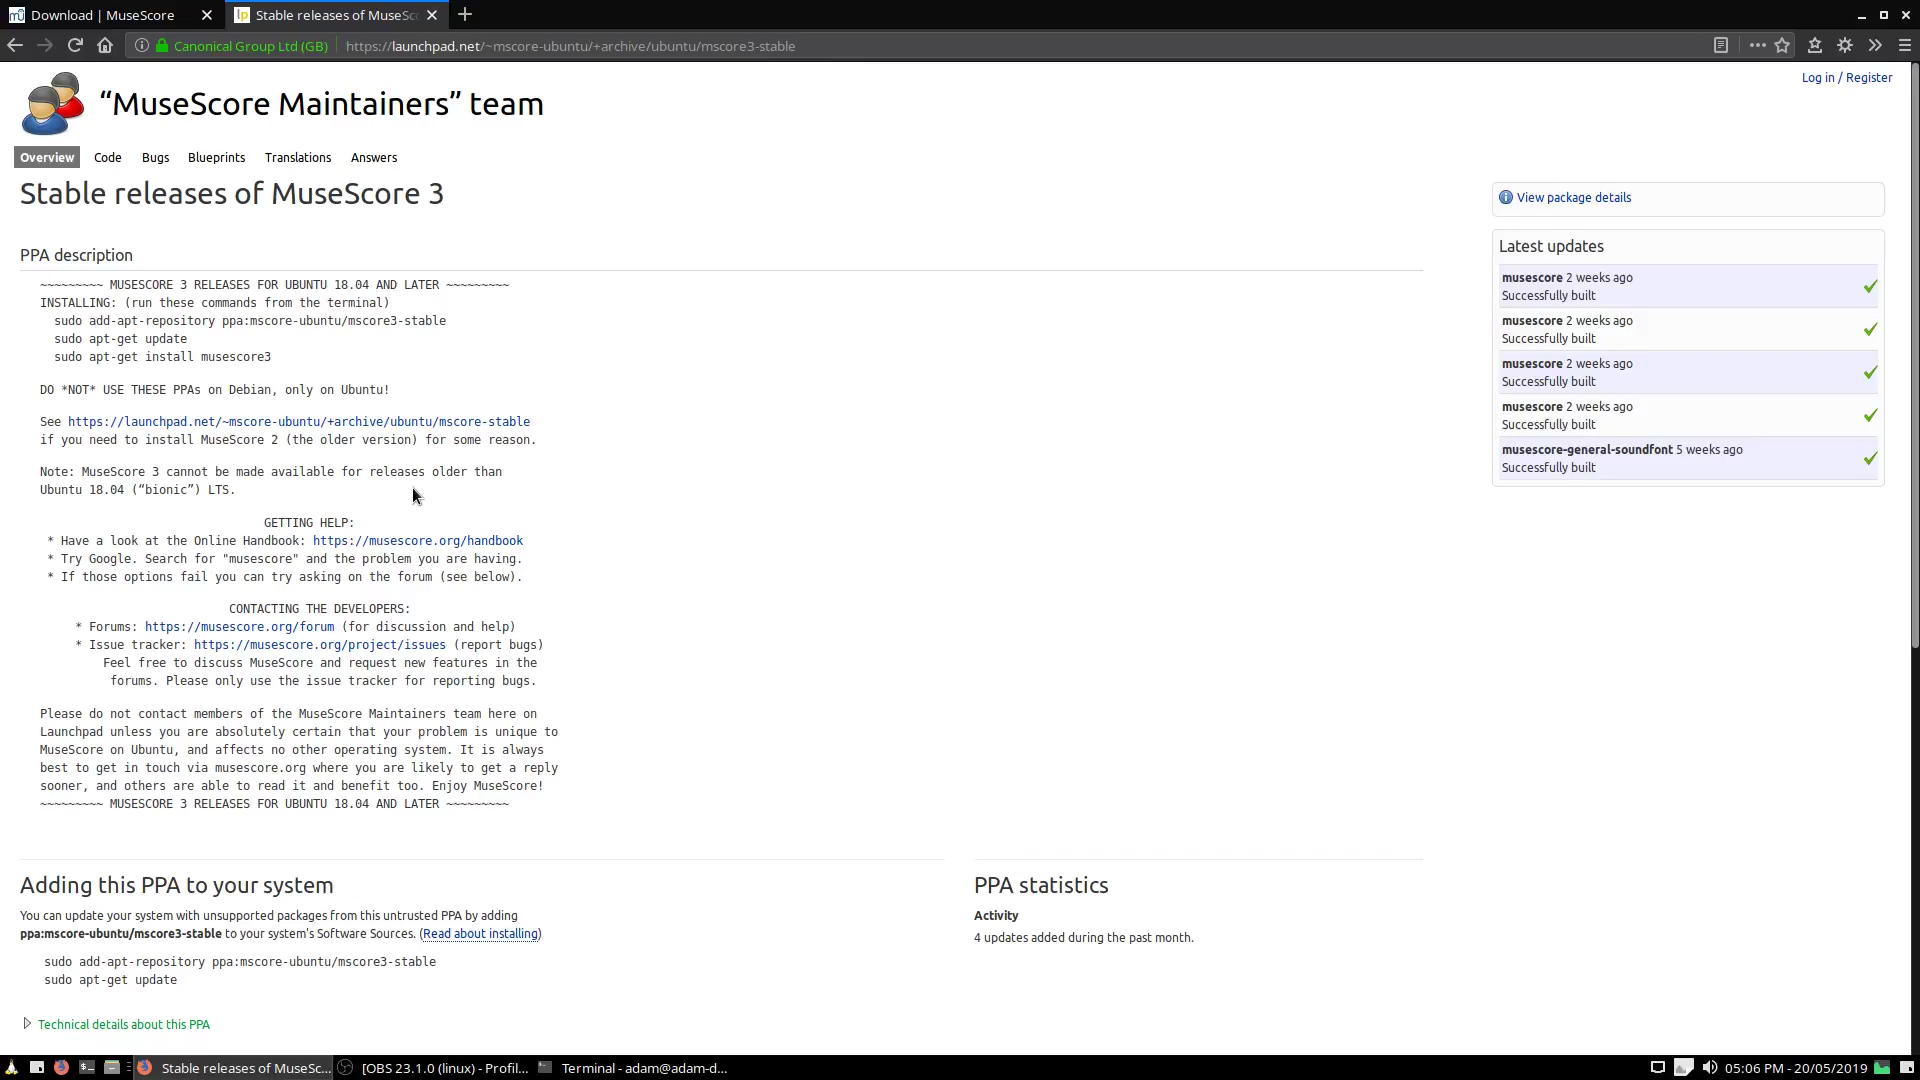 Download | MuseScore
Stable releases of MuseSc
Canonical Group Ltd (GB)
https://launchpad.net/~mscore-ubuntu/+archive/ubuntu/mscore3-stable
Log in / Register
“MuseScore Maintainers” team
Overview Code Bugs Blueprints Translations Answers
Stable releases of MuseScore 3
PPA description
~~~~~~~~~ MUSESCORE 3 RELEASES FOR UBUNTU 18.04 AND LATER ~~~~~~~~~
INSTALLING: (run these commands from the terminal)
sudo add-apt-repository ppa:mscore-ubuntu/mscore3-stable
sudo apt-get update
sudo apt-get install musescore3
DO *NOT* USE THESE PPAs on Debian, only on Ubuntu!
See https://launchpad.net/~mscore-ubuntu/+archive/ubuntu/mscore-stable
if you need to install MuseScore 2 (the older version) for some reason.
Note: MuseScore 3 cannot be made available for releases older than
Ubuntu 18.04 (“bionic”) LTS.
GETTING HELP:
* Have a look at the Online Handbook: https://musescore.org/handbook
* Try Google. Search for "musescore" and the problem you are having.
* If those options fail you can try asking on the forum (see below).
CONTACTING THE DEVELOPERS:
* Forums: https://musescore.org/forum (for discussion and help)
* Issue tracker: https://musescore.org/project/issues (report bugs)
Feel free to discuss MuseScore and request new features in the
forums. Please only use the issue tracker for reporting bugs.
Please do not contact members of the MuseScore Maintainers team here on
Launchpad unless you are absolutely certain that your problem is unique to
MuseScore on Ubuntu, and affects no other operating system. It is always
best to get in touch via musescore.org where you are likely to get a reply
sooner, and others are able to read it and benefit too. Enjoy MuseScore!
~~~~~~~~~ MUSESCORE 3 RELEASES FOR UBUNTU 18.04 AND LATER ~~~~~~~~~
View package details
Latest updates
musescore 2 weeks ago
Successfully built
musescore 2 weeks ago
Successfully built
musescore 2 weeks ago
Successfully built
musescore 2 weeks ago
Successfully built
musescore-general-soundfont 5 weeks ago
Successfully built
Adding this PPA to your system
You can update your system with unsupported packages from this untrusted PPA by adding
ppa:mscore-ubuntu/mscore3-stable to your system's Software Sources. (Read about installing)
sudo add-apt-repository ppa:mscore-ubuntu/mscore3-stable
sudo apt-get update
Technical details about this PPA
PPA statistics
Activity
4 updates added during the past month.
Stable releases of MuseSc...
[OBS 23.1.0 (linux) - Profil...
Terminal - adam@adam-d...
05:06 PM - 20/05/2019